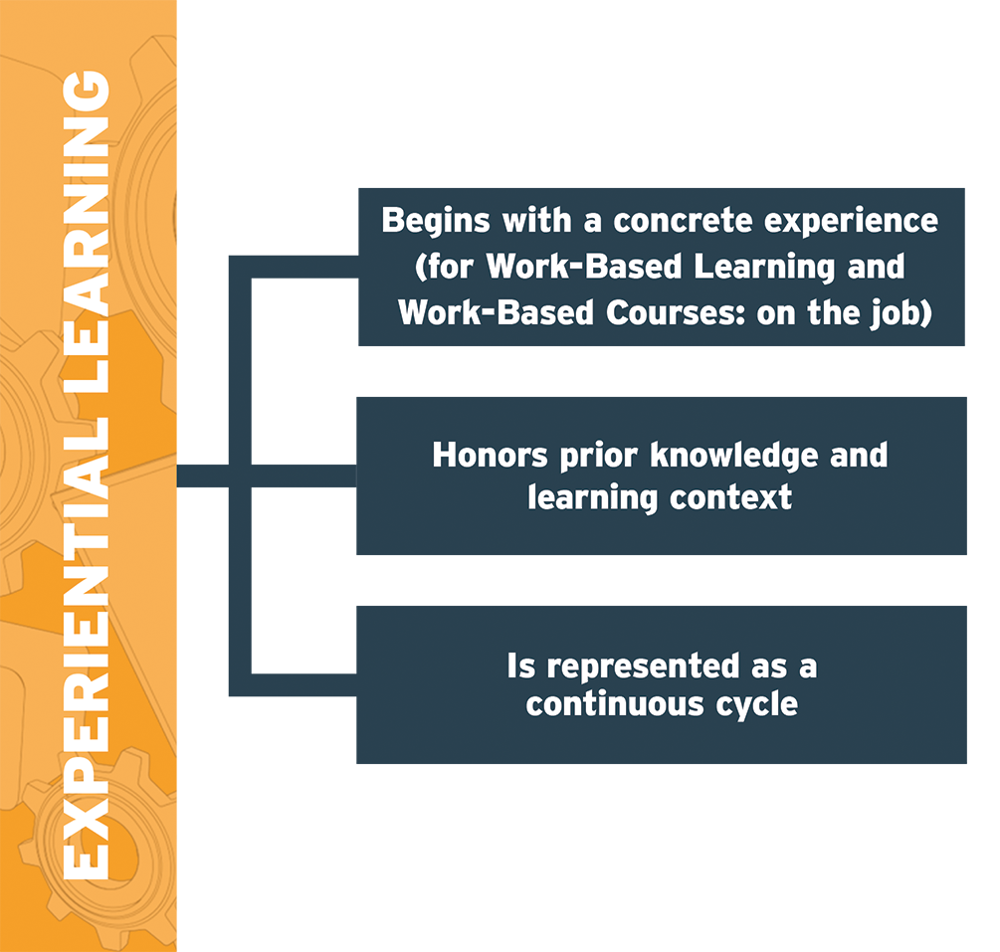 EXPERIENTIAL LEARNING
Begins with a concrete experience
(for Work-Based Learning and
Work-Based Courses: on the job)
Honors prior knowledge and
learning context
Is represented as a
continuous cycle